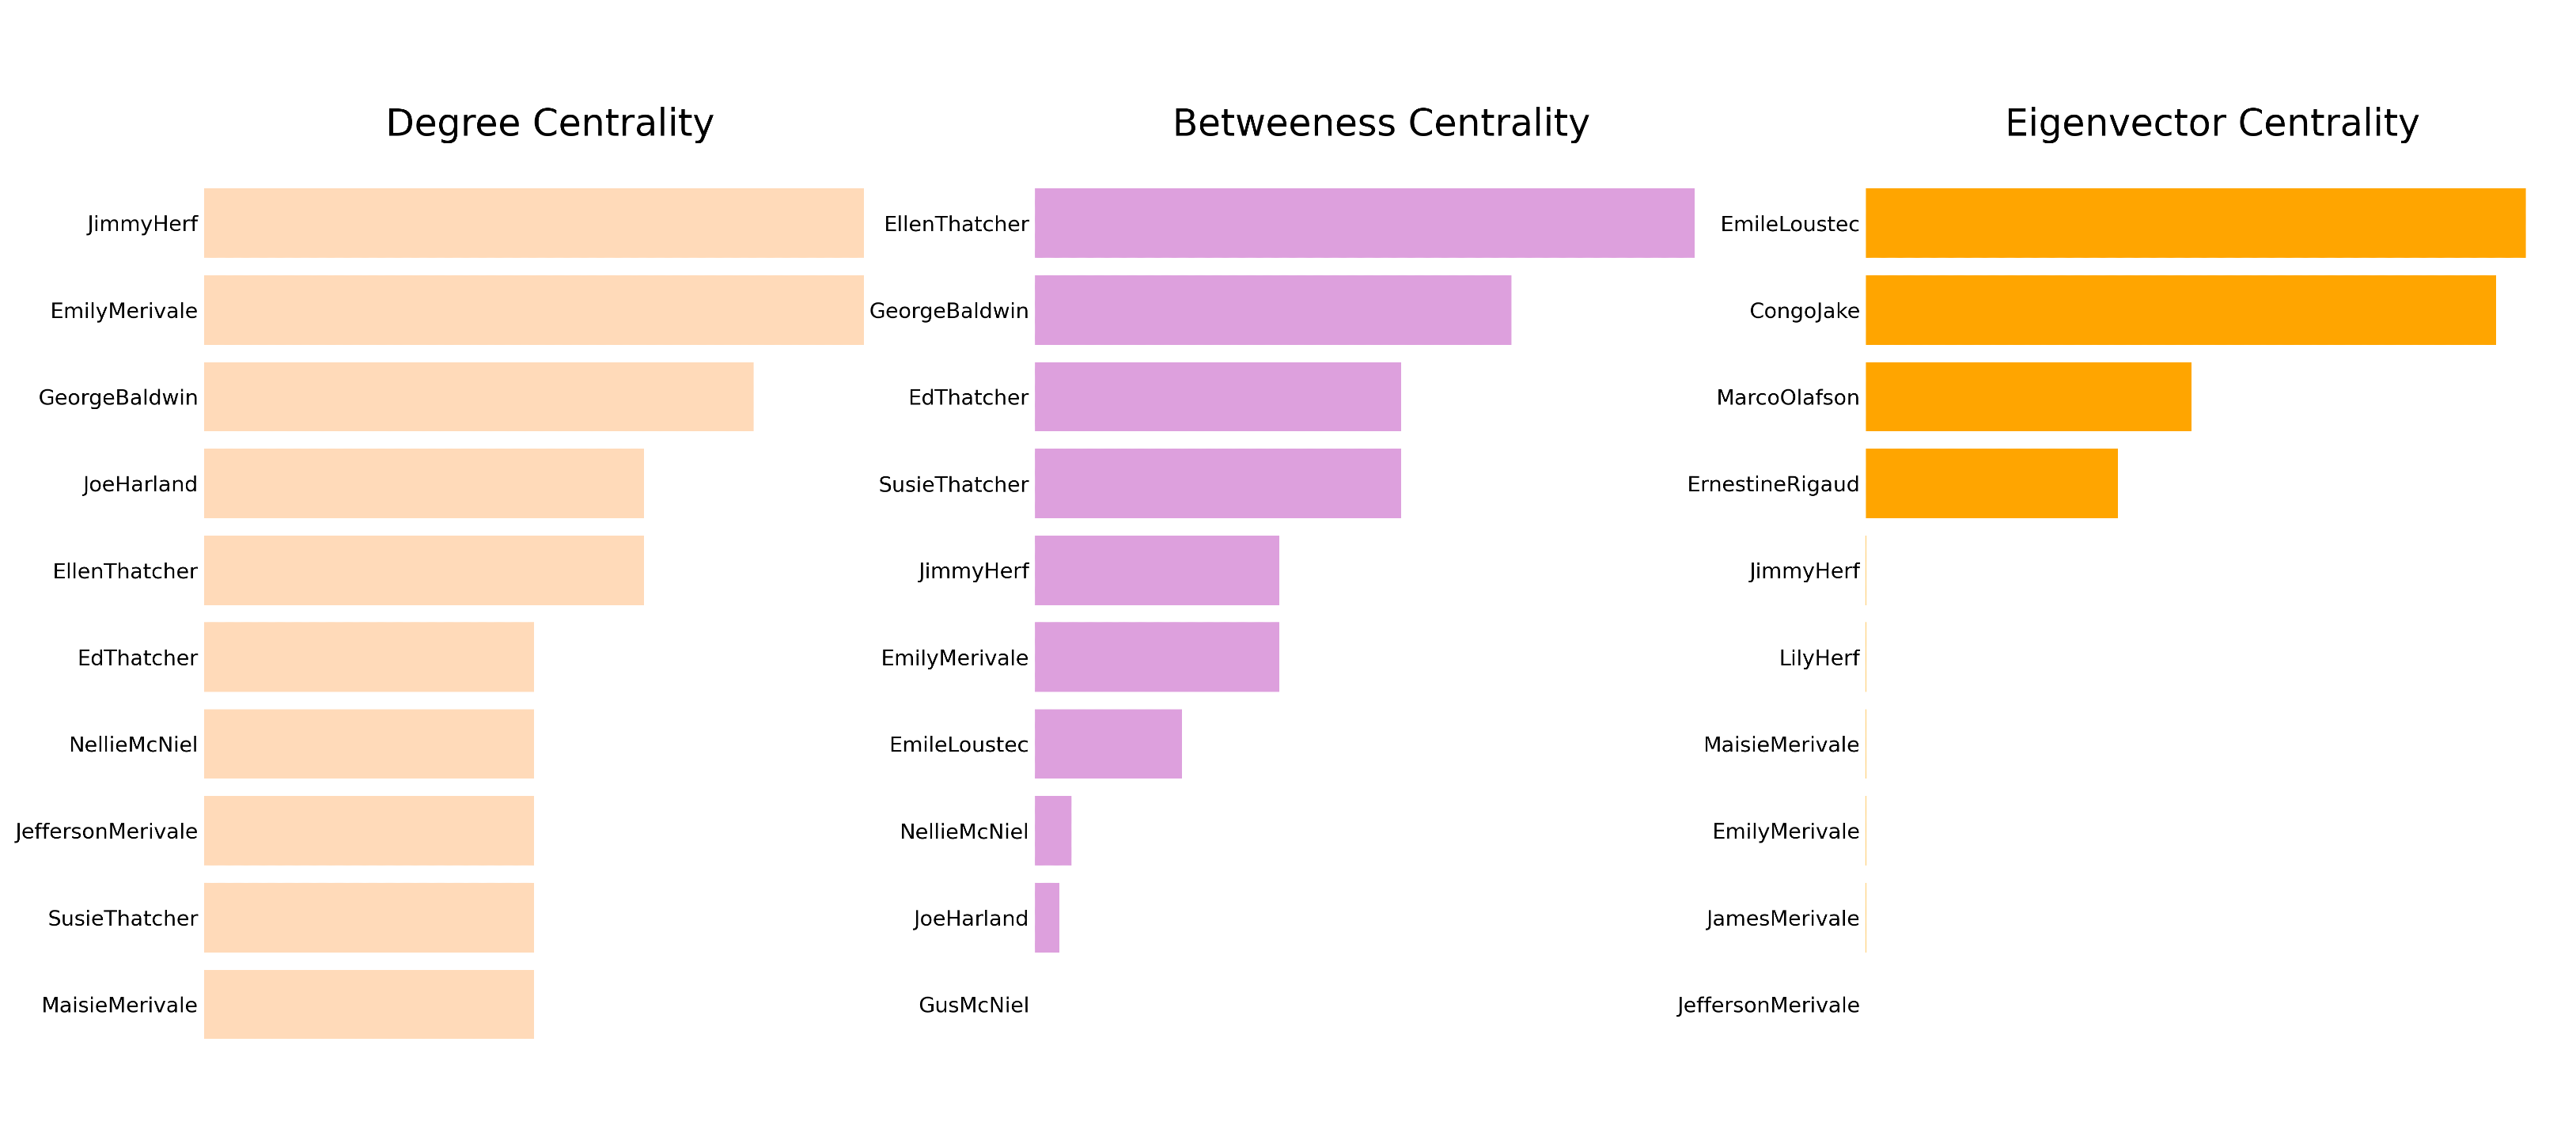 Degree Centrality
JimmyHerf
EmilyMerivale
GeorgeBaldwin
JoeHarland
EllenThatcher
EdThatcher
NellieMcNiel
JeffersonMerivale
SusieThatcher
MaisieMerivale
Betweeness Centrality
EllenThatcher
GeorgeBaldwin
EdThatcher
SusieThatcher
JimmyHerf
EmilyMerivale
EmileLoustec
NellieMcNiel
JoeHarland
GusMcNiel
Eigenvector Centrality
EmileLoustec
CongoJake
MarcoOlafson
ErnestineRigaud
JimmyHerf
LilyHerf
MaisieMerivale
EmilyMerivale
JamesMerivale
JeffersonMerivale